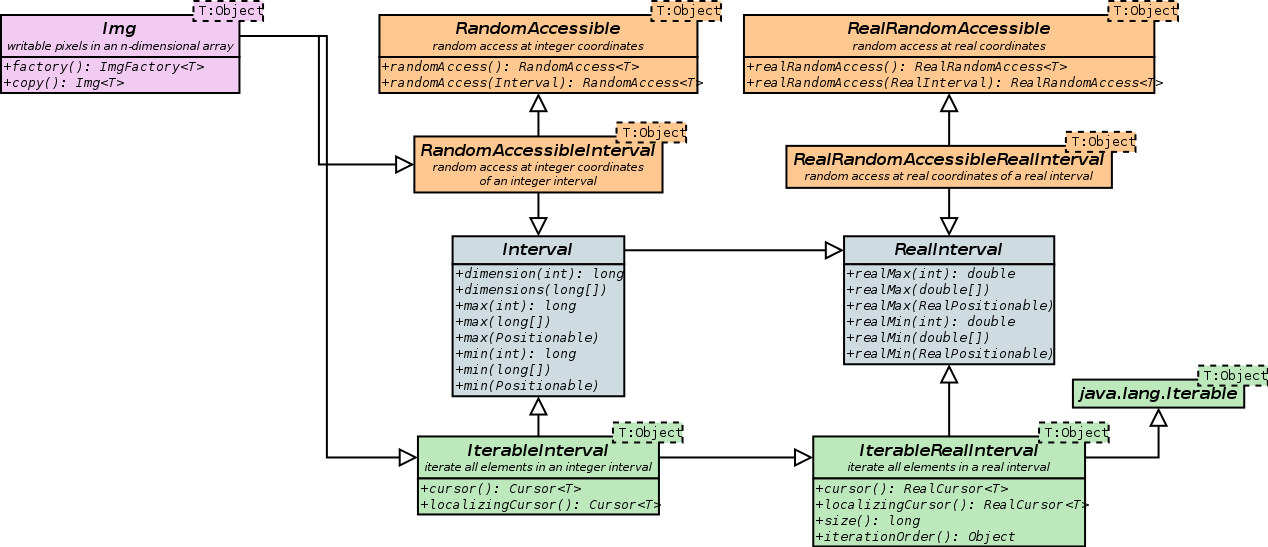 T:Object
Img
writable pixels in an n-dimensional array
+factory(): ImgFactory<T>
+copy(): Img<T>
T:Object
RandomAccessible
random access at integer coordinates
+randomAccess(): RandomAccess<T>
+randomAccess(Interval): RandomAccess<T>
T:Object
RealRandomAccessible
random access at real coordinates
+realRandomAccess(): RealRandomAccess<T>
+realRandomAccess(RealInterval): RealRandomAccess<T>
T:Object
RandomAccessibleInterval
random access at integer coordinates
of an integer interval
T:Object
RealRandomAccessibleRealInterval
random access at real coordinates of a real interval
Interval
+dimension(int): long
+dimensions(long[])
+max(int): long
+max(long[])
+max(Positionable)
+min(int): long
+min(long[])
+min(Positionable)
RealInterval
+realMax(int): double
+realMax(double[])
+realMax(RealPositionable)
+realMin(int): double
+realMin(double[])
+realMin(RealPositionable)
T:Object
java.lang.Iterable
T:Object
IterableInterval
iterate all elements in an integer interval
+cursor(): Cursor<T>
+localizingCursor(): Cursor<T>
T:Object
IterableRealInterval
iterate all elements in a real interval
+cursor(): RealCursor<T>
+localizingCursor(): RealCursor<T>
+size(): long
+iterationOrder(): Object